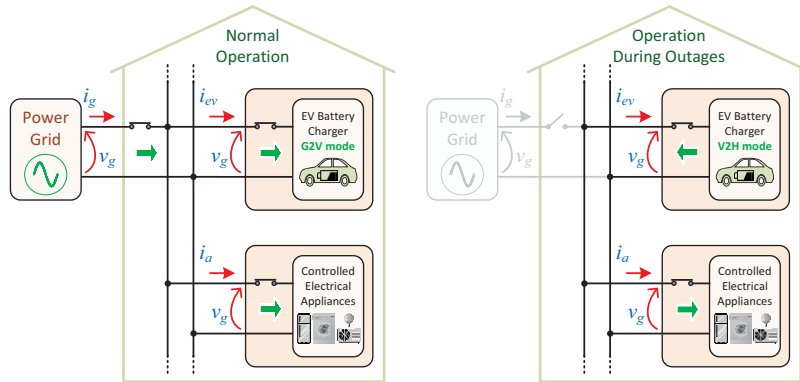 Normal
Operation
i_g
i_ev
Power
Grid
v_g
EV Battery
Charger
G2V mode
v_g
i_a
Controlled
Electrical
Appliances
v_g
Operation
During Outages
i_g
i_ev
Power
Grid
v_g
EV Battery
Charger
V2H mode
v_g
i_a
Controlled
Electrical
Appliances
v_g